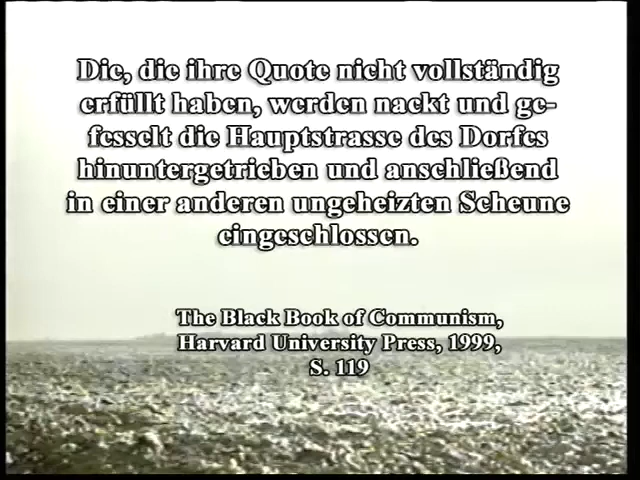 Die, die ihre Quote nicht vollständig
erfüllt haben, werden nackt und ge-
fesselt die Hauptstrasse des Dorfes
hinuntergetrieben und anschließend
in einer anderen ungeheizten Scheune
eingeschlossen.
The Black Book of Communism,
Harvard University Press, 1999,
S. 119